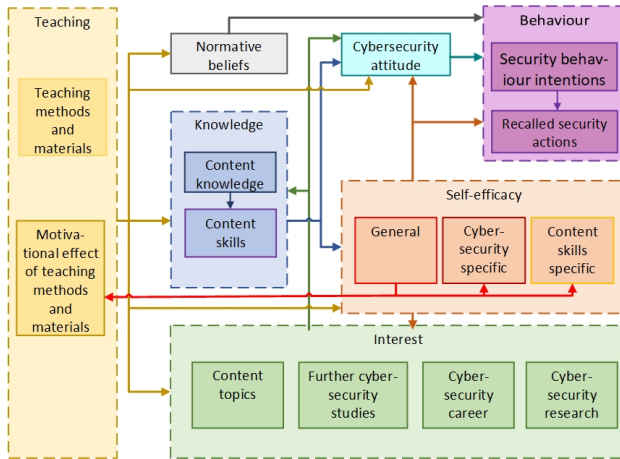 Teaching
Teaching
methods
and
materials
Motiva-
tional effect
of teaching
methods
and
materials
Normative
beliefs
Cybersecurity
attitude
Behaviour
Security behav-
iour intentions
Recalled security
actions
Knowledge
Content
knowledge
Content
skills
Self-efficacy
General
Cyber-
security
specific
Content
skills
specific
Interest
Content
topics
Further cyber-
security
studies
Cyber-
security
career
Cyber-
security
research